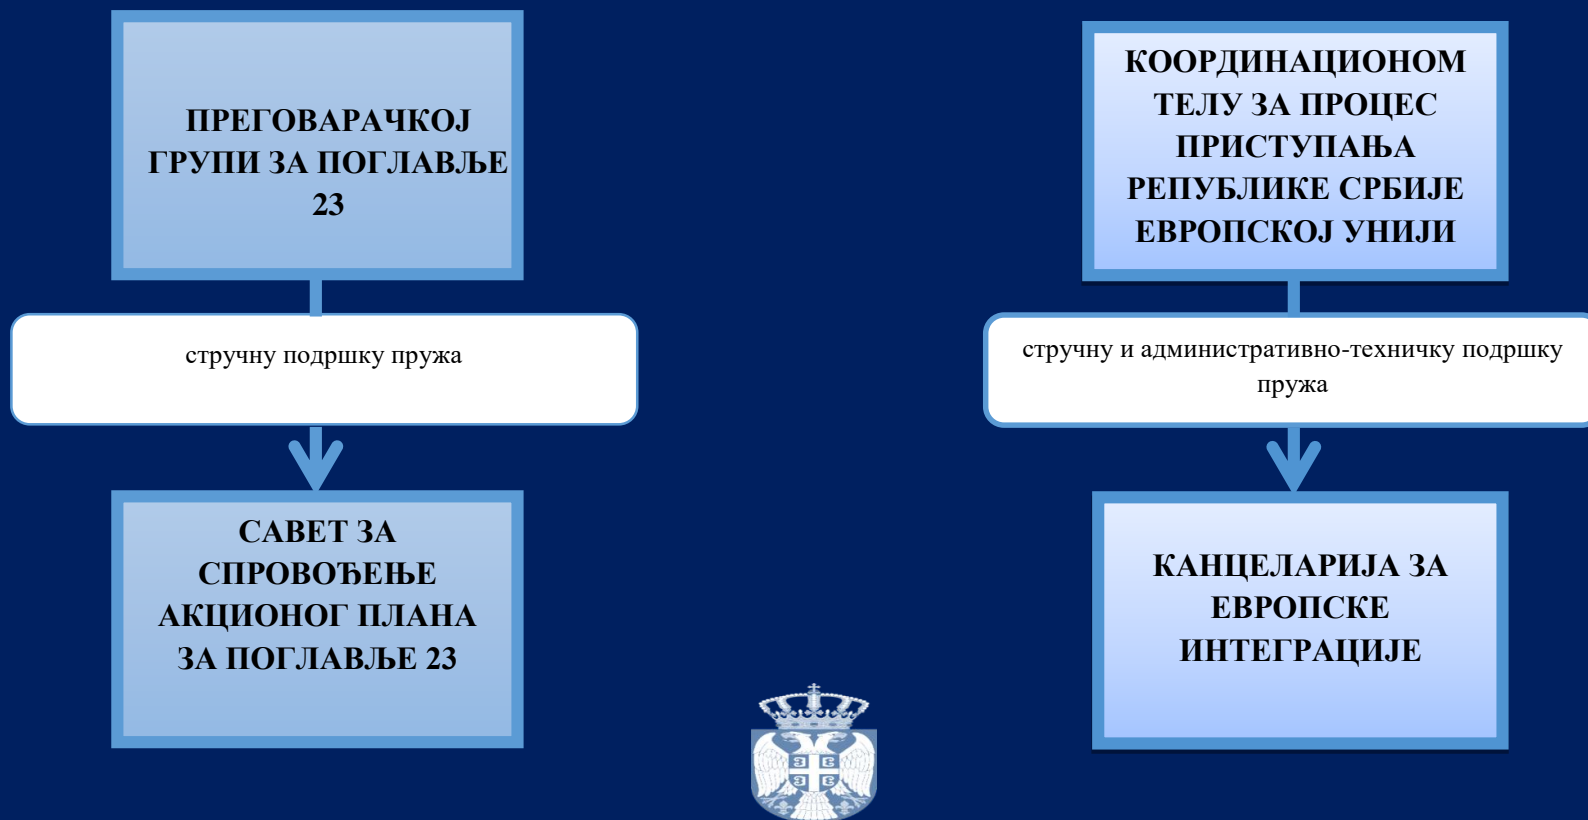 ПРЕГОВАРАЧКОЈ
ГРУПИ ЗА ПОГЛАВЉЕ
23
стручну подршку пружа
САВЕТ ЗА
СПРОВОЂЕЊЕ
АКЦИОНОГ ПЛАНА
ЗА ПОГЛАВЉЕ 23
КООРДИНАЦИОНОМ
ТЕЛУ ЗА ПРОЦЕС
ПРИСТУПАЊА
РЕПУБЛИКЕ СРБИЈЕ
ЕВРОПСКОЈ УНИЈИ
стручну и административно-техничку подршку
пружа
КАНЦЕЛАРИЈА ЗА
ЕВРОПСКЕ
ИНТЕГРАЦИЈЕ